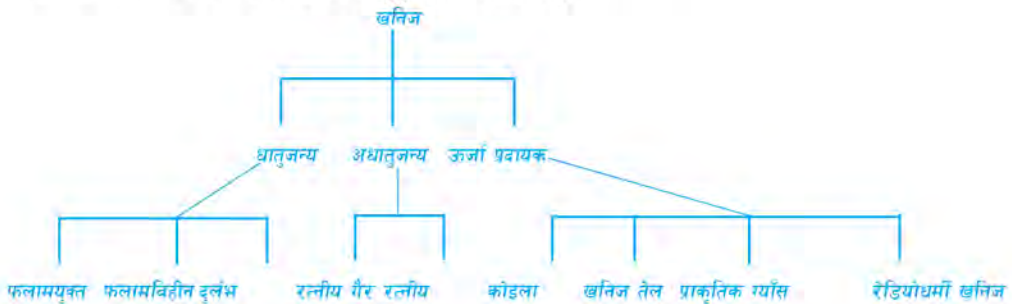 खनिज
धातुजन्य अधातुजन्य ऊर्जा प्रदायक
फलामयुक्त फलामविहीन दुर्लभ रत्नीय गैर रत्नीय कोइला खनिज तेल प्राकृतिक ग्याँस रेडियोधर्मी खनिज